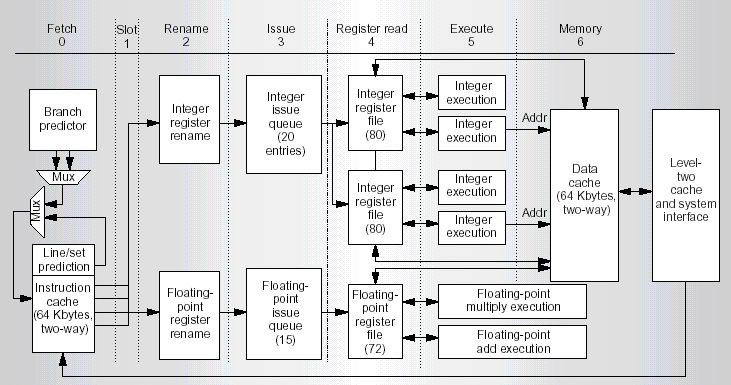 Fetch Slot Rename Issue Register read Execute Memory
0 1 2 3 4 5 6
Branch
predictor
Mux
Mux
Line/set
prediction
Instruction
cache
(64 Kbytes,
two-way)
Integer
register
rename
Integer
issue
queue
(20
entries)
Integer
register
file
(80)
Integer
register
file
(80)
Integer
execution
Integer
execution
Integer
execution
Integer
execution
Addr
Addr
Data
cache
(64 Kbytes,
two-way)
Level-
two
cache
and system
interface
Floating-
point
register
rename
Floating-
point
issue
queue
(15)
Floating-
point
register
file
(72)
Floating-point
multiply execution
Floating-point
add execution